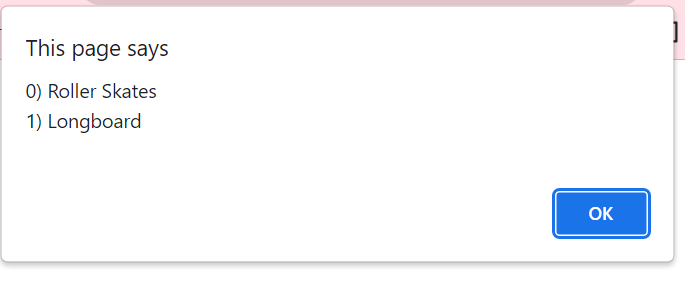 This page says
0) Roller Skates
1) Longboard
OK